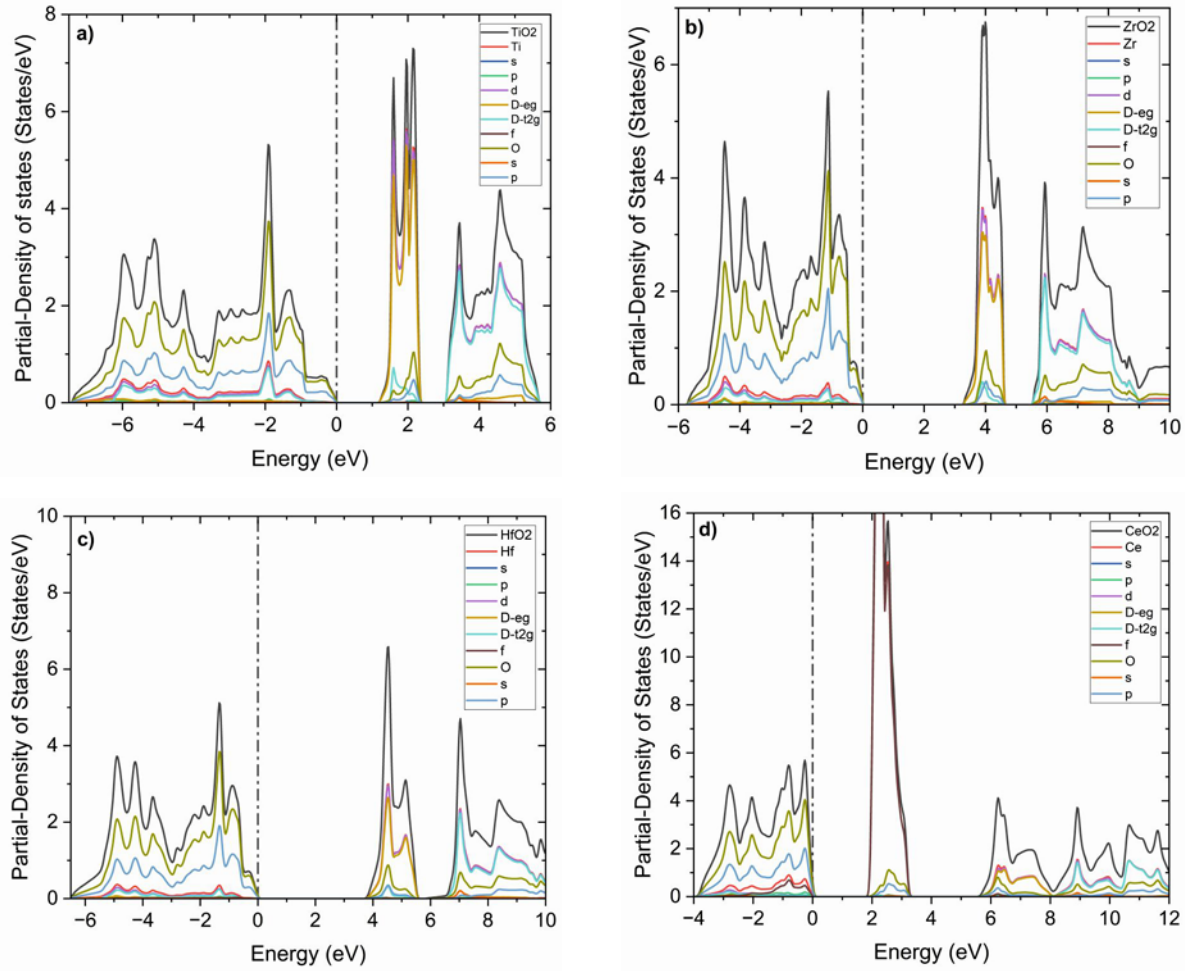 a)
TiO2
Ti
s
p
d
D-eg
D-t2g
f
O
s
p
Partial-Density of states (States/eV)
8
6
4
2
0
−6 −4 −2 0 2 4 6
Energy (eV)
b)
ZrO2
Zr
s
p
d
D-eg
D-t2g
f
O
s
p
Partial-Density of States (States/eV)
6
4
2
0
−6 −4 −2 0 2 4 6 8 10
Energy (eV)
c)
HfO2
Hf
s
p
d
D-eg
D-t2g
f
O
s
p
Partial-Density of States (States/eV)
10
8
6
4
2
0
−6 −4 −2 0 2 4 6 8 10
Energy (eV)
d)
CeO2
Ce
s
p
d
D-eg
D-t2g
f
O
s
p
Partial-Density of States (States/eV)
16
14
12
10
8
6
4
2
0
−4 −2 0 2 4 6 8 10 12
Energy (eV)